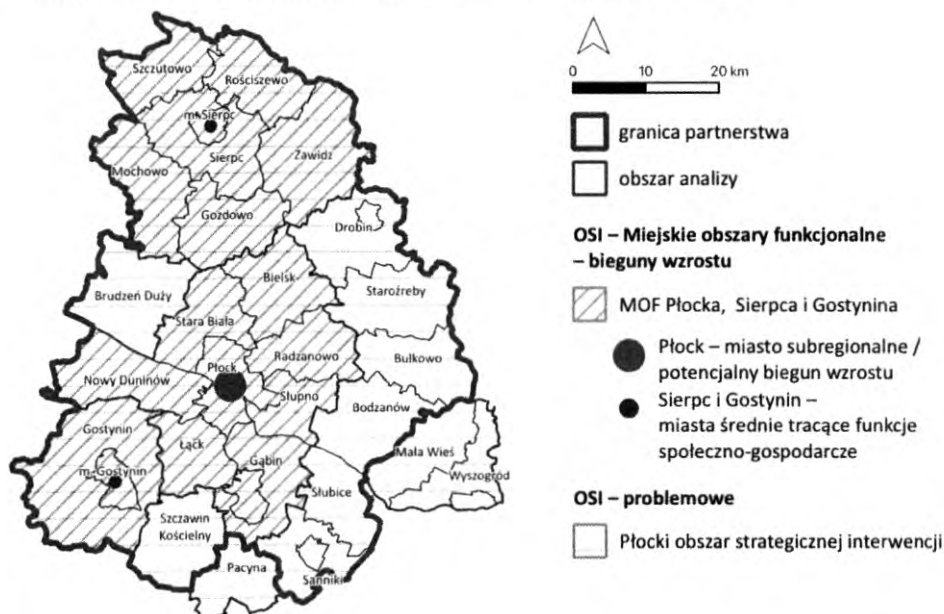 Szczutowo
Rościszewo
m. Sierpc
Sierpc
Zawidz
Mochowo
Gozdowo
Drobin
Bielsk
Brudzeń Duży
Staroźreby
Stara Biała
Radzanowo
Bulkowo
Płock
Nowy Duninów
Słupno
Bodzanów
Gostynin
Łąck
Gąbin
Mała Wieś
Wyszogród
m. Gostynin
Słubice
Szczawin
Kościelny
Pacyna
Sanniki
0 10 20 km
granica partnerstwa
obszar analizy
OSI – Miejskie obszary funkcjonalne
– bieguny wzrostu
MOF Płocka, Sierpca i Gostynina
Płock – miasto subregionalne /
potencjalny biegun wzrostu
Sierpc i Gostynin –
miasta średnie tracące funkcje
społeczno-gospodarcze
OSI – problemowe
Płocki obszar strategicznej interwencji